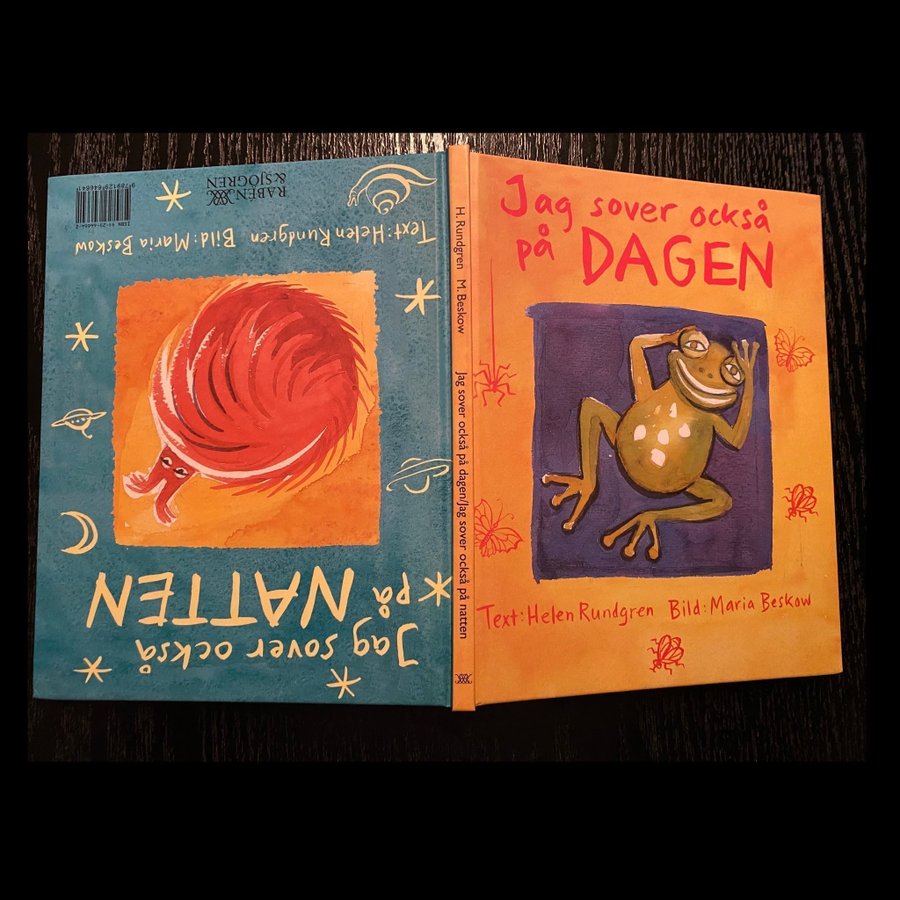 Jag sover också
på DAGEN
Text: Helen Rundgren Bild: Maria Beskow
H. Rundgren M. Beskow Jag sover också på dagen/Jag sover också på natten
Jag sover också
på NATTEN
Text: Helen Rundgren Bild: Maria Beskow
RABÉN
&SJÖGREN